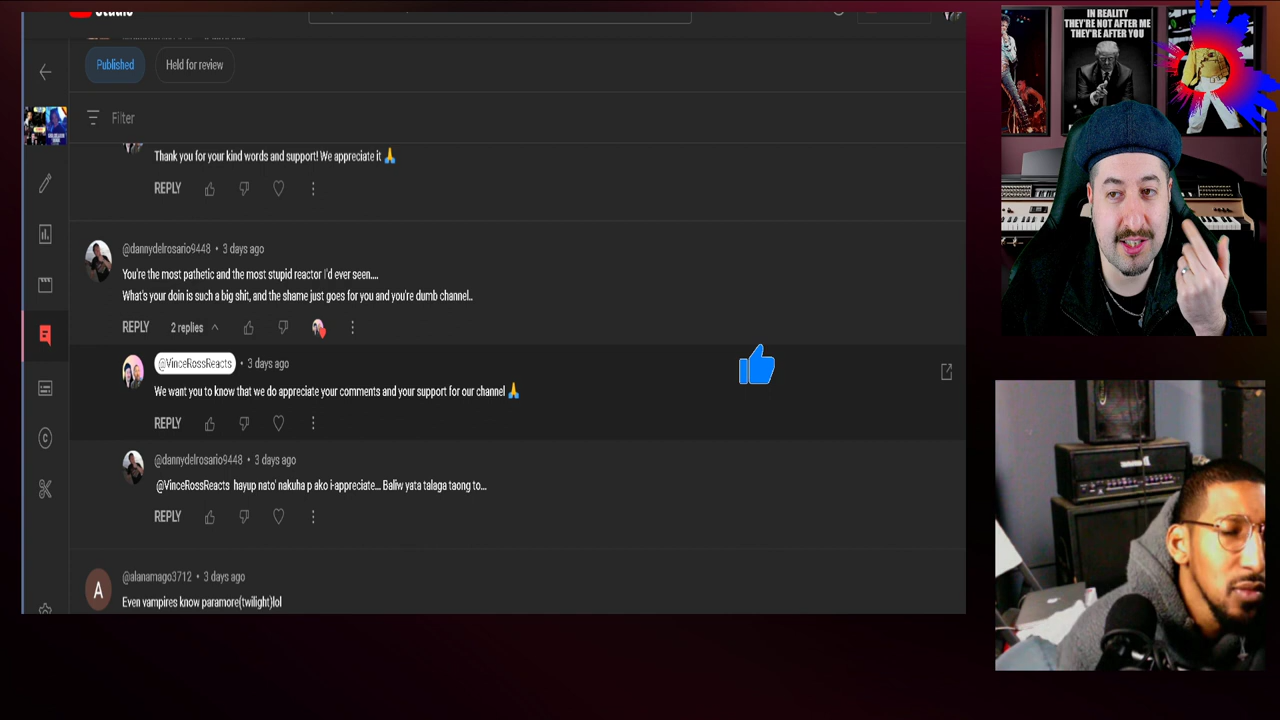 Studio
IN REALITY
THEY'RE NOT AFTER ME
THEY'RE AFTER YOU
Published
Held for review
Filter
Thank you for your kind words and support! We appreciate it 🙏
REPLY
@dannydelrosario9448 • 3 days ago
You're the most pathetic and the most stupid reactor I'd ever seen....
What's your doin is such a big shit, and the shame just goes for you and you're dumb channel..
REPLY 2 replies
@VinceRossReacts • 3 days ago
We want you to know that we do appreciate your comments and your support for our channel 🙏
REPLY
@dannydelrosario9448 • 3 days ago
@VinceRossReacts hayup nato' nakuha p ako i-appreciate... Baliw yata talaga taong to...
REPLY
A
@alanamago3712 • 3 days ago
Even vampires know paramore(twilight)lol